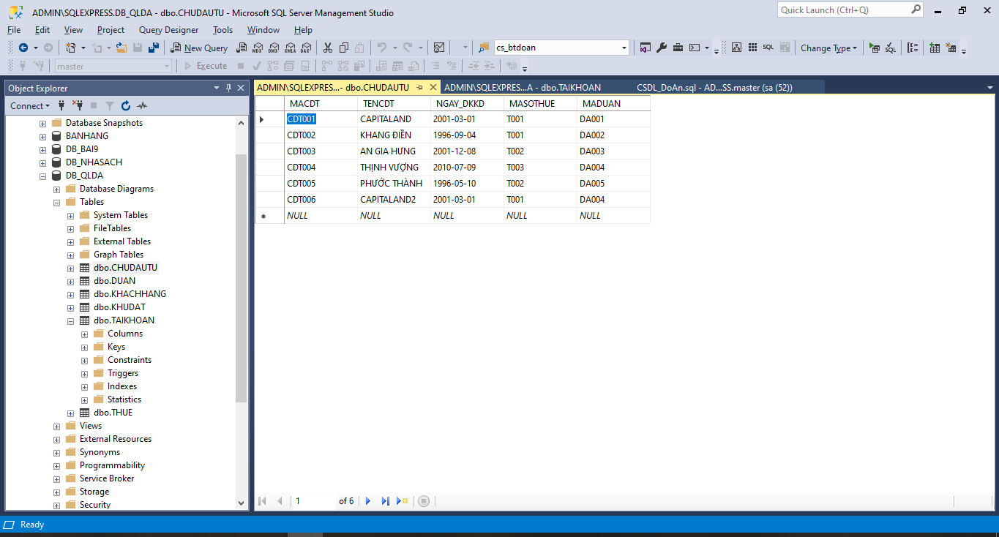 ADMIN\SQLEXPRESS.DB_QLDA - dbo.CHUDAUTU - Microsoft SQL Server Management Studio
Quick Launch (Ctrl+Q)
File Edit View Project Query Designer Tools Window Help
New Query MDX DMX XMLA DAX cs_btdoan SQL Change Type SQL
master Execute
Object Explorer
Connect
Database Snapshots
BANHANG
DB_BAI9
DB_NHASACH
DB_QLDA
Database Diagrams
Tables
System Tables
FileTables
External Tables
Graph Tables
dbo.CHUDAUTU
dbo.DUAN
dbo.KHACHHANG
dbo.KHUDAT
dbo.TAIKHOAN
Columns
Keys
Constraints
Triggers
Indexes
Statistics
dbo.THUE
Views
External Resources
Synonyms
Programmability
Service Broker
Storage
Security
ADMIN\SQLEXPRES...- dbo.CHUDAUTU ADMIN\SQLEXPRES...A - dbo.TAIKHOAN CSDL_DoAn.sql - AD...SS.master (sa (52))
MACDT TENCDT NGAY_DKKD MASOTHUE MADUAN
CDT001 CAPITALAND 2001-03-01 T001 DA001
CDT002 KHANG ĐIỀN 1996-09-04 T001 DA002
CDT003 AN GIA HƯNG 2001-12-08 T002 DA003
CDT004 THỊNH VƯỢNG 2010-07-09 T003 DA004
CDT005 PHƯỚC THÀNH 1996-05-10 T002 DA005
CDT006 CAPITALAND2 2001-03-01 T001 DA004
NULL NULL NULL NULL NULL
1 of 6
Ready